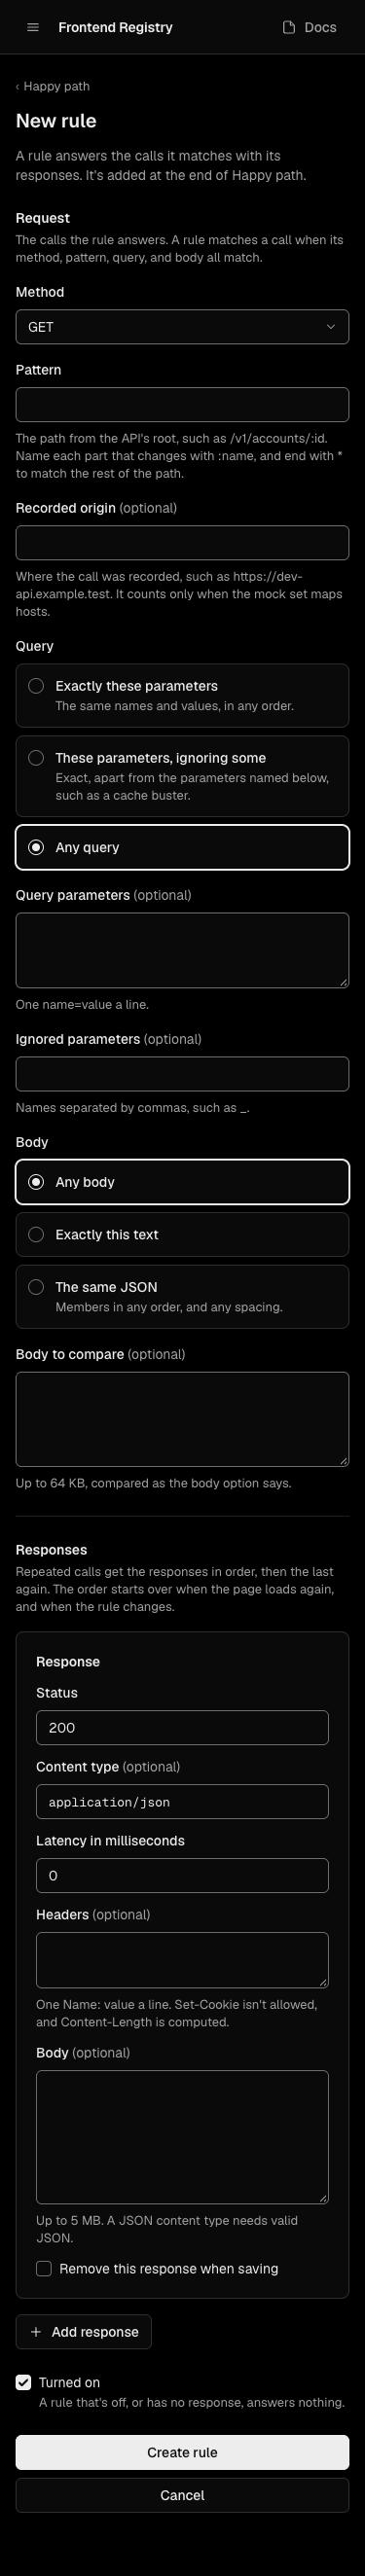 Frontend Registry
Docs
‹ Happy path
New rule
A rule answers the calls it matches with its
responses. It's added at the end of Happy path.
Request
The calls the rule answers. A rule matches a call when its
method, pattern, query, and body all match.
Method
GET
Pattern
The path from the API's root, such as /v1/accounts/:id.
Name each part that changes with :name, and end with *
to match the rest of the path.
Recorded origin (optional)
Where the call was recorded, such as https://dev-
api.example.test. It counts only when the mock set maps
hosts.
Query
Exactly these parameters
The same names and values, in any order.
These parameters, ignoring some
Exact, apart from the parameters named below,
such as a cache buster.
Any query
Query parameters (optional)
One name=value a line.
Ignored parameters (optional)
Names separated by commas, such as _.
Body
Any body
Exactly this text
The same JSON
Members in any order, and any spacing.
Body to compare (optional)
Up to 64 KB, compared as the body option says.
Responses
Repeated calls get the responses in order, then the last
again. The order starts over when the page loads again,
and when the rule changes.
Response
Status
200
Content type (optional)
application/json
Latency in milliseconds
0
Headers (optional)
One Name: value a line. Set-Cookie isn't allowed,
and Content-Length is computed.
Body (optional)
Up to 5 MB. A JSON content type needs valid
JSON.
Remove this response when saving
Add response
Turned on
A rule that's off, or has no response, answers nothing.
Create rule
Cancel